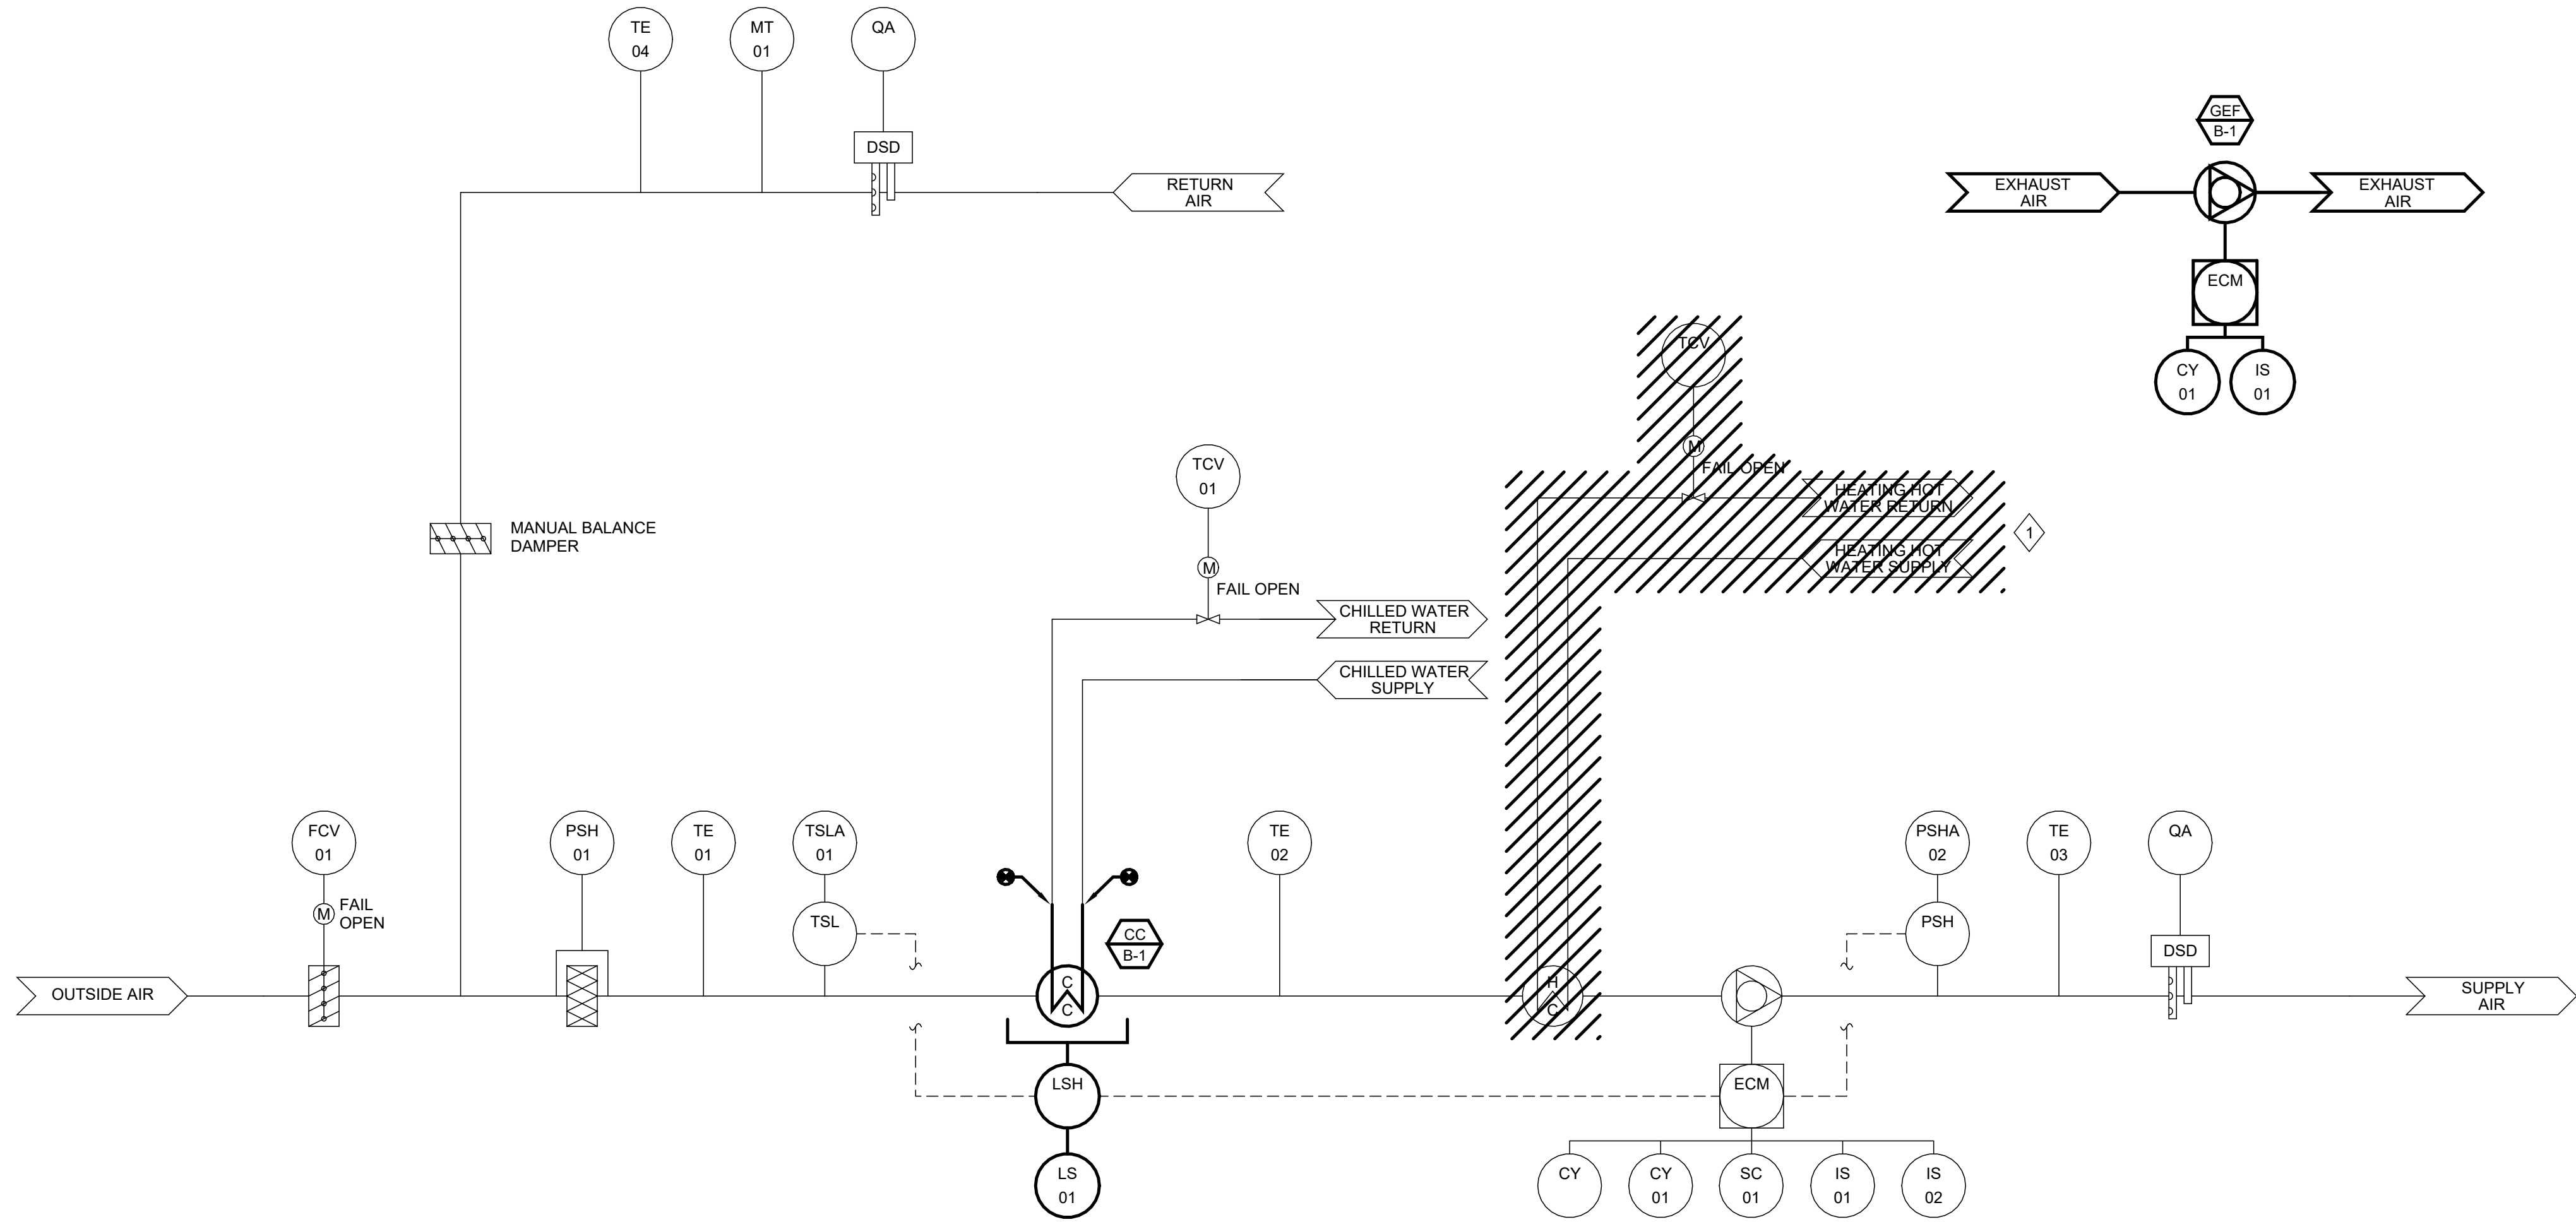 TE
04
MT
01
QA
DSD
RETURN
AIR
GEF
B-1
EXHAUST
AIR
EXHAUST
AIR
ECM
CY
01
IS
01
TCV
M
FAIL OPEN
HEATING HOT
WATER RETURN
HEATING HOT
WATER SUPPLY
1
TCV
01
M
FAIL OPEN
CHILLED WATER
RETURN
CHILLED WATER
SUPPLY
MANUAL BALANCE
DAMPER
FCV
01
M
FAIL
OPEN
PSH
01
TE
01
TSLA
01
TSL
CC
B-1
TE
02
PSHA
02
PSH
TE
03
QA
DSD
OUTSIDE AIR
C
C
H
C
SUPPLY
AIR
LSH
LS
01
ECM
CY
CY
01
SC
01
IS
01
IS
02